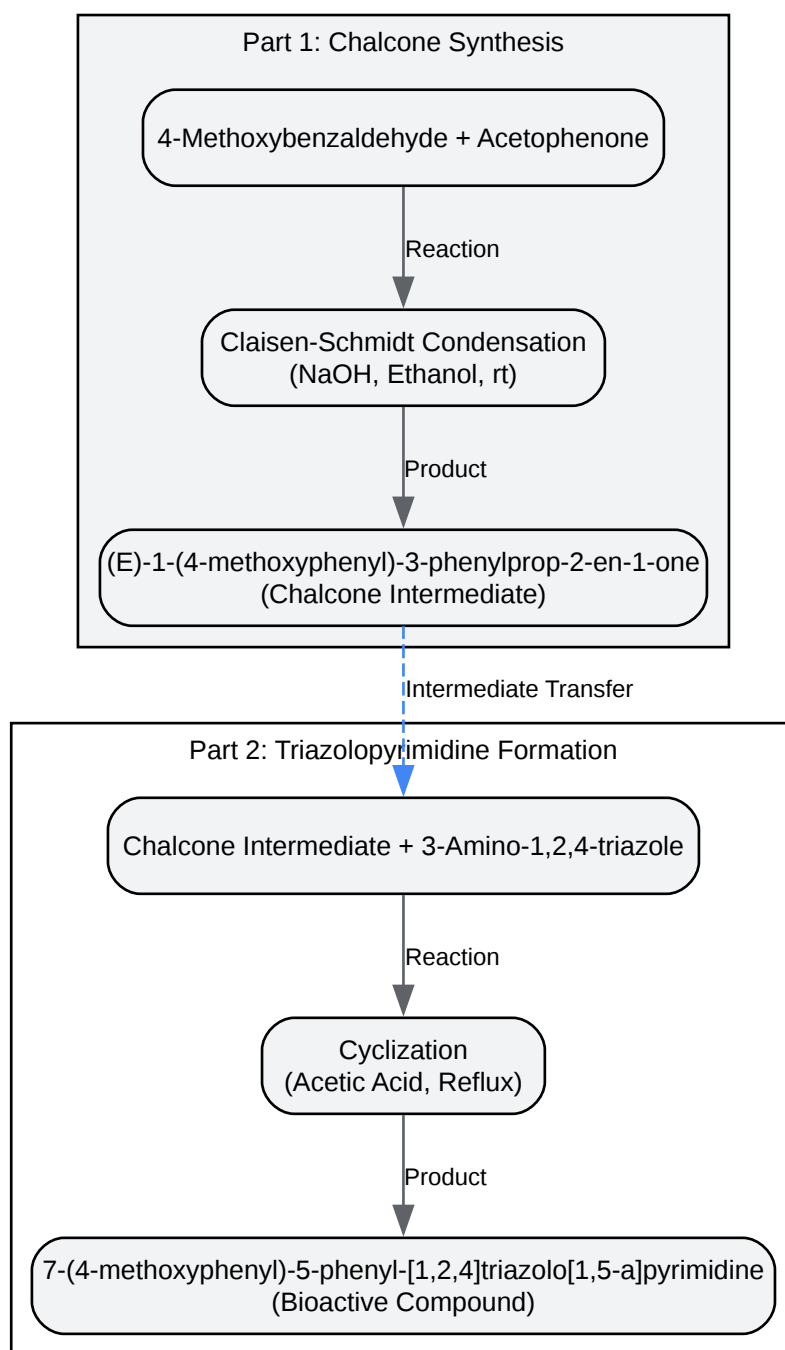 Part 1: Chalcone Synthesis
4-Methoxybenzaldehyde + Acetophenone
Reaction
Claisen-Schmidt Condensation
(NaOH, Ethanol, rt)
Product
(E)-1-(4-methoxyphenyl)-3-phenylprop-2-en-1-one
(Chalcone Intermediate)
Intermediate Transfer
Part 2: Triazolopyrimidine Formation
Chalcone Intermediate + 3-Amino-1,2,4-triazole
Reaction
Cyclization
(Acetic Acid, Reflux)
Product
7-(4-methoxyphenyl)-5-phenyl-[1,2,4]triazolo[1,5-a]pyrimidine
(Bioactive Compound)